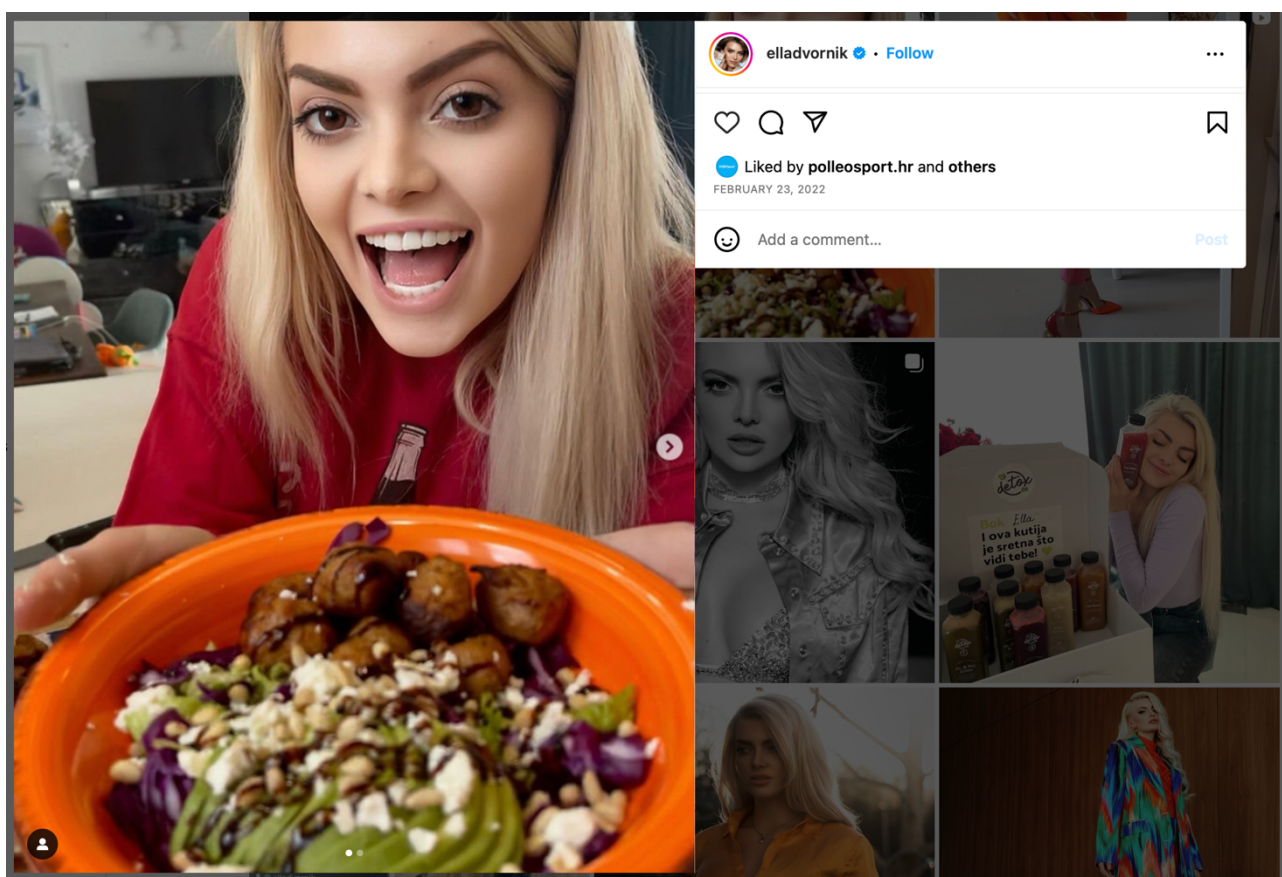 elladvornik • Follow
Liked by polleosport.hr and others
FEBRUARY 23, 2022
Add a comment...
Post
detox
Bok Ella
I ova kutija
je sretna što
vidi tebe!